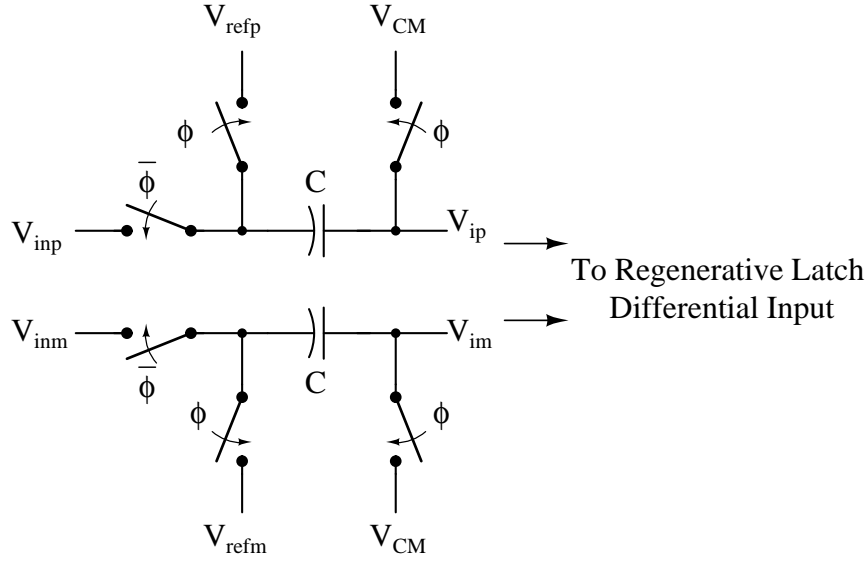 V_refp V_CM
ϕ ϕ
ϕ̅ C
V_inp V_ip
To Regenerative Latch
Differential Input
V_inm V_im
ϕ̅ C
ϕ ϕ
V_refm V_CM